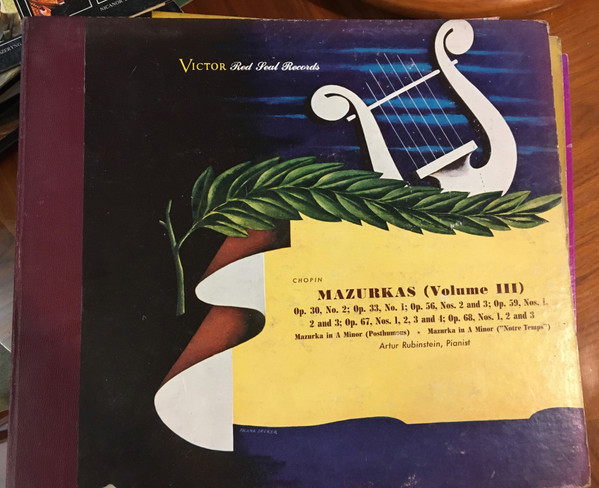 NICANOR
VICTOR Red Seal Records
CHOPIN
MAZURKAS (Volume III)
Op. 30, No. 2; Op. 33, No. 1; Op. 56, Nos. 2 and 3; Op. 59, Nos. 1,
2 and 3; Op. 67, Nos. 1, 2, 3 and 4; Op. 68, Nos. 1, 2 and 3
Mazurka in A Minor (Posthumous) • Mazurka in A Minor ("Notre Temps")
Artur Rubinstein, Pianist